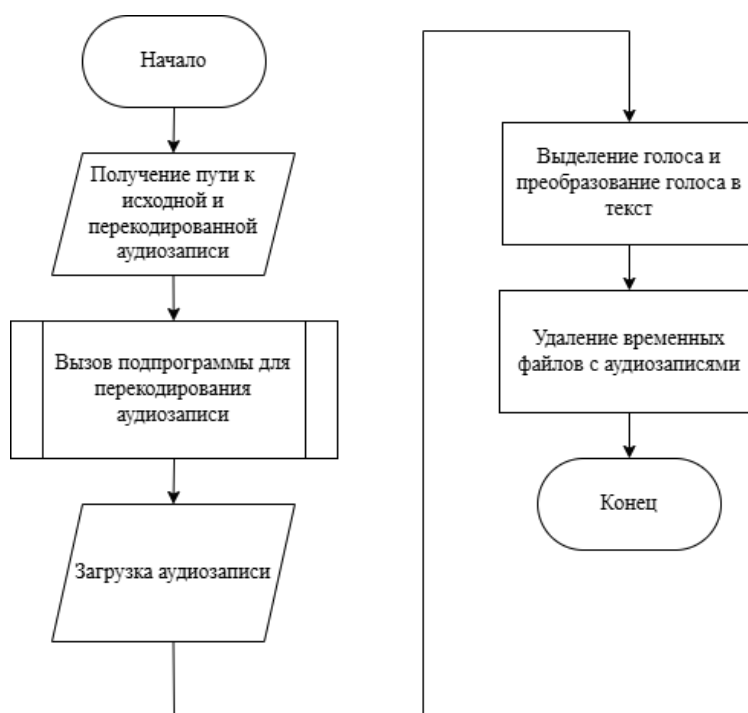 Начало
Получение пути к
исходной и
перекодированной
аудиозаписи
Вызов подпрограммы для
перекодирования
аудиозаписи
Загрузка аудиозаписи
Выделение голоса и
преобразование голоса в
текст
Удаление временных
файлов с аудиозаписями
Конец